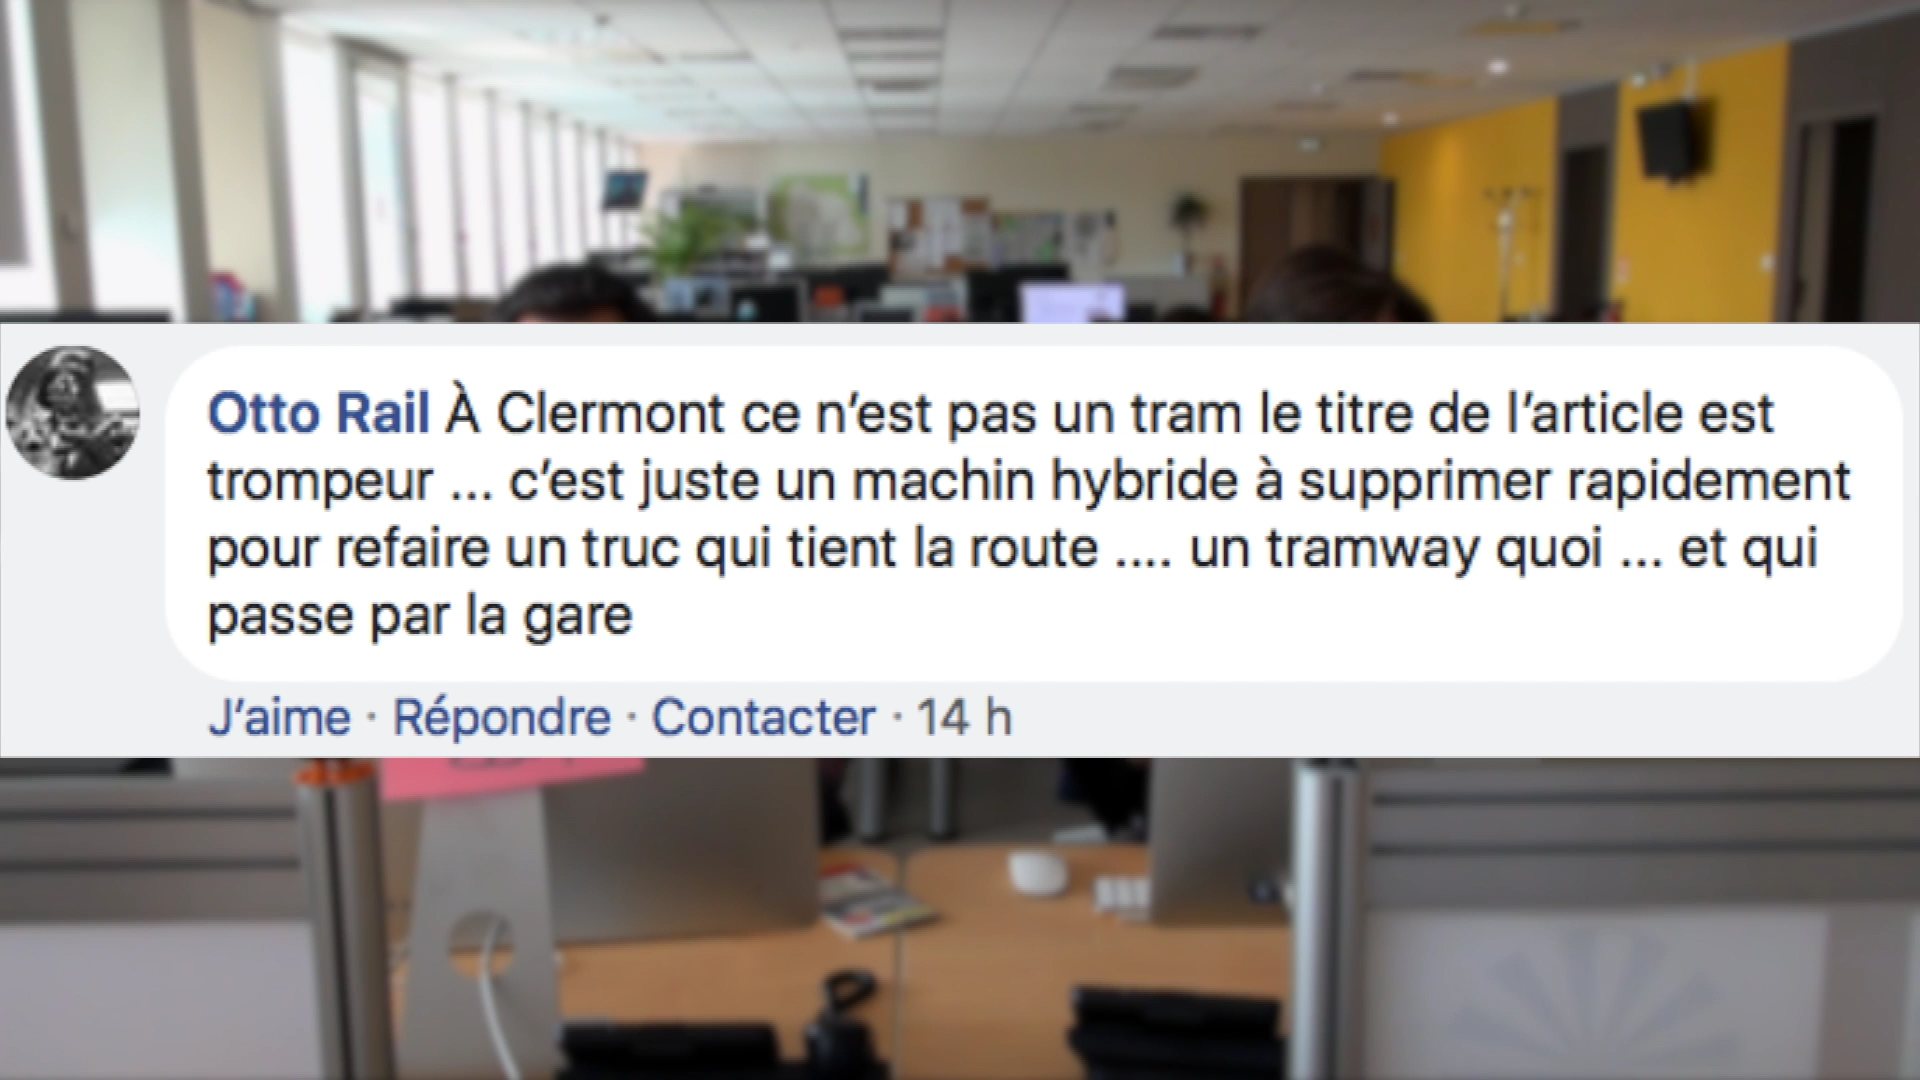 Otto Rail À Clermont ce n’est pas un tram le titre de l’article est
trompeur ... c’est juste un machin hybride à supprimer rapidement
pour refaire un truc qui tient la route .... un tramway quoi ... et qui
passe par la gare
J’aime · Répondre · Contacter · 14 h